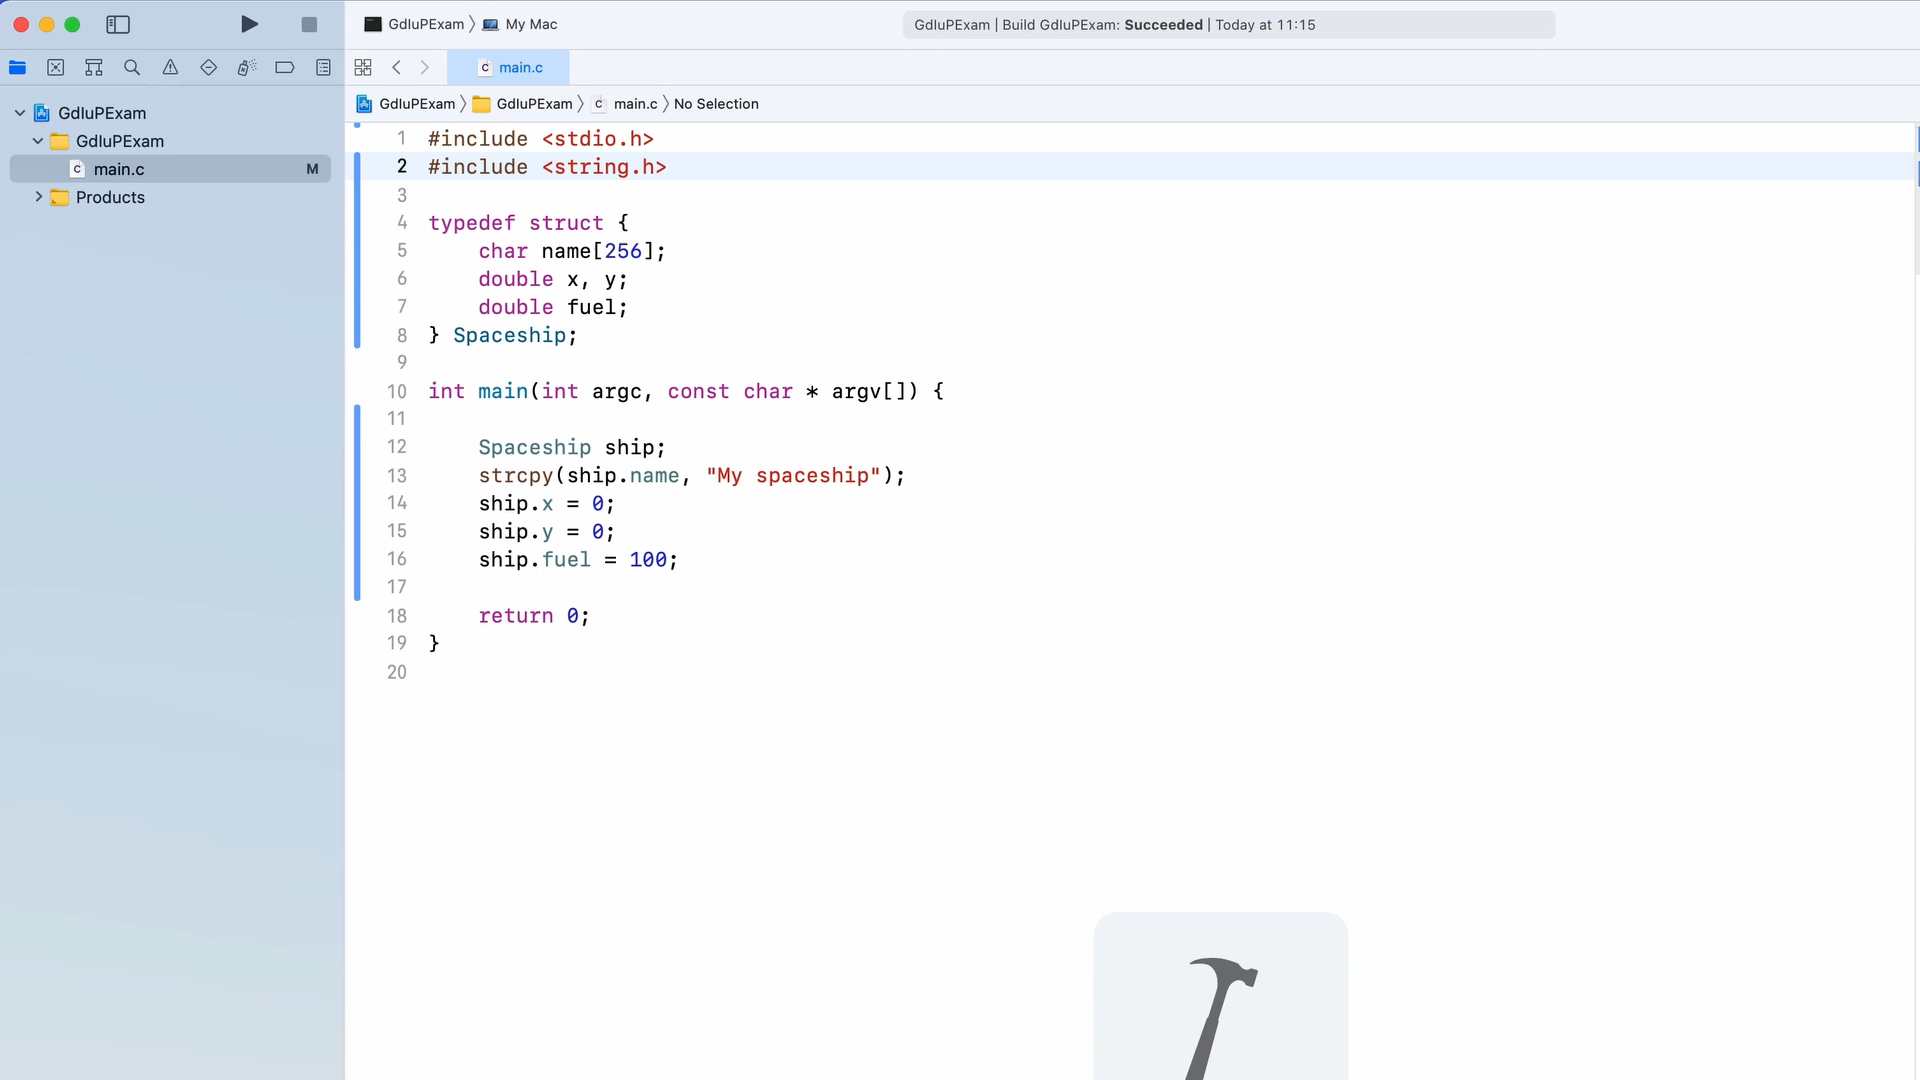 GdIuPExam 〉 My Mac
GdIuPExam | Build GdIuPExam: Succeeded | Today at 11:15
C main.c
GdIuPExam 〉 GdIuPExam 〉 C main.c 〉 No Selection
GdIuPExam
GdIuPExam
C main.c M
Products
1 #include <stdio.h>
2 #include <string.h>
3
4 typedef struct {
5     char name[256];
6     double x, y;
7     double fuel;
8 } Spaceship;
9
10 int main(int argc, const char * argv[]) {
11
12     Spaceship ship;
13     strcpy(ship.name, "My spaceship");
14     ship.x = 0;
15     ship.y = 0;
16     ship.fuel = 100;
17
18     return 0;
19 }
20